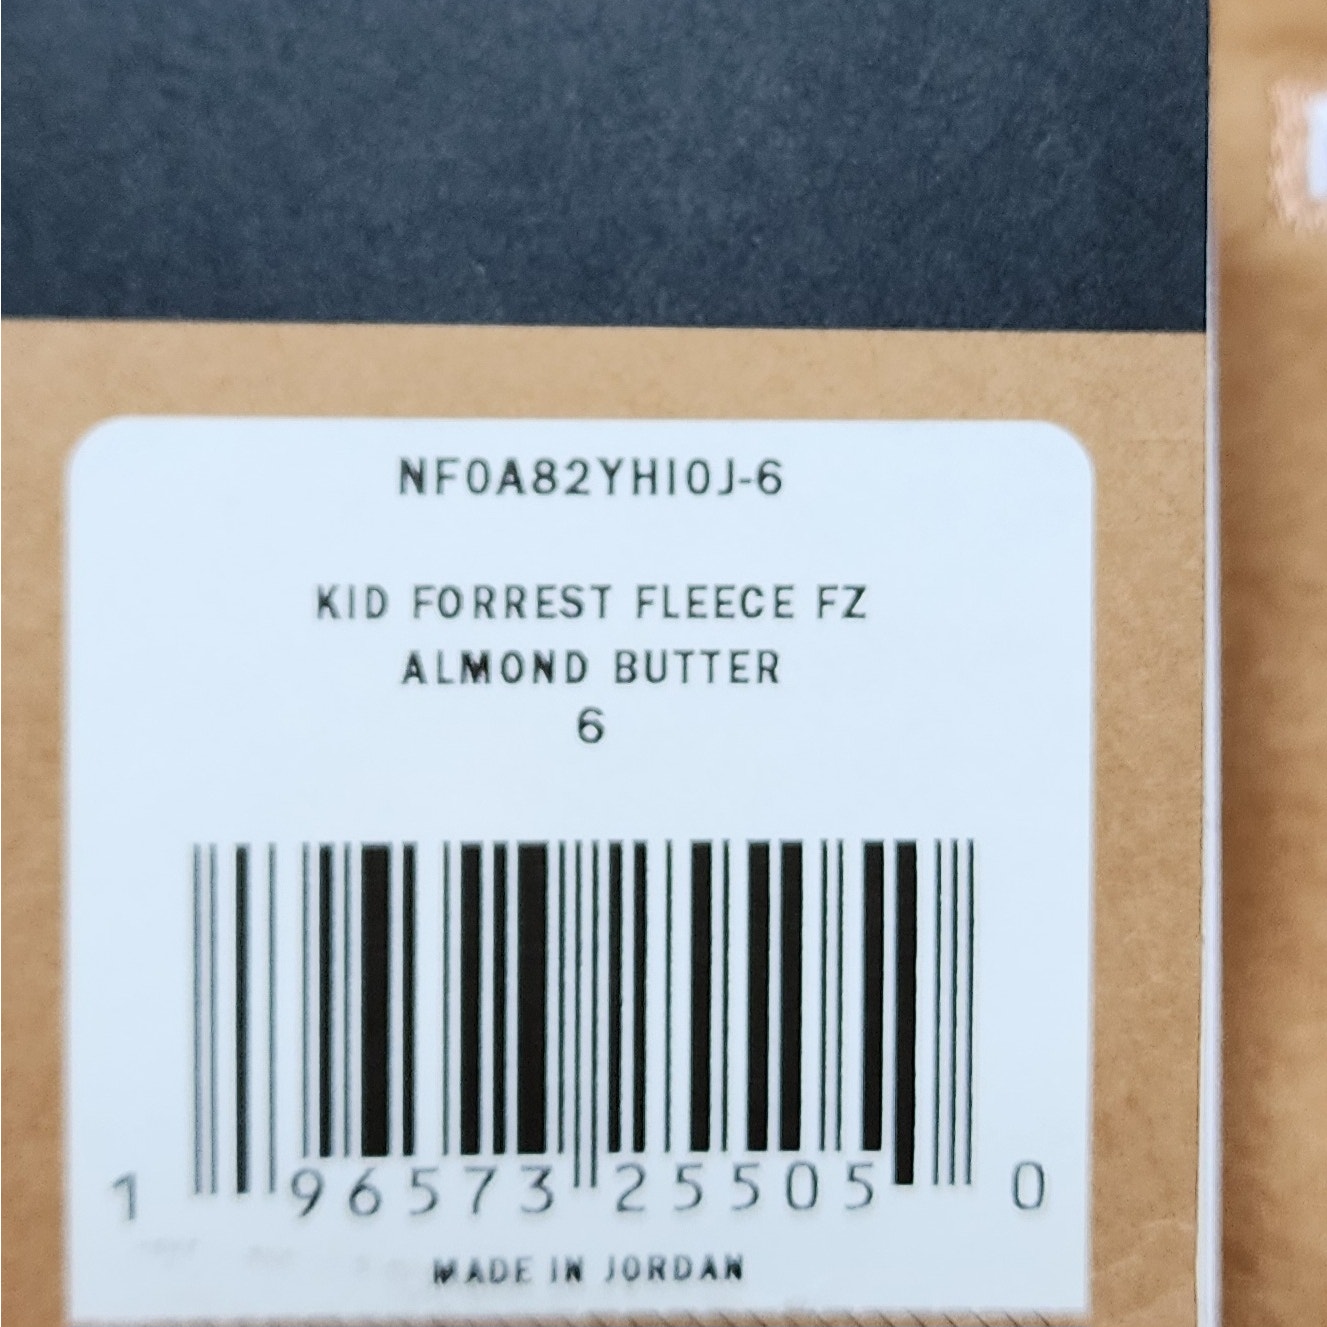 NF0A82YHI0J-6
KID FORREST FLEECE FZ
ALMOND BUTTER
6
1 96573 25505 0
MADE IN JORDAN